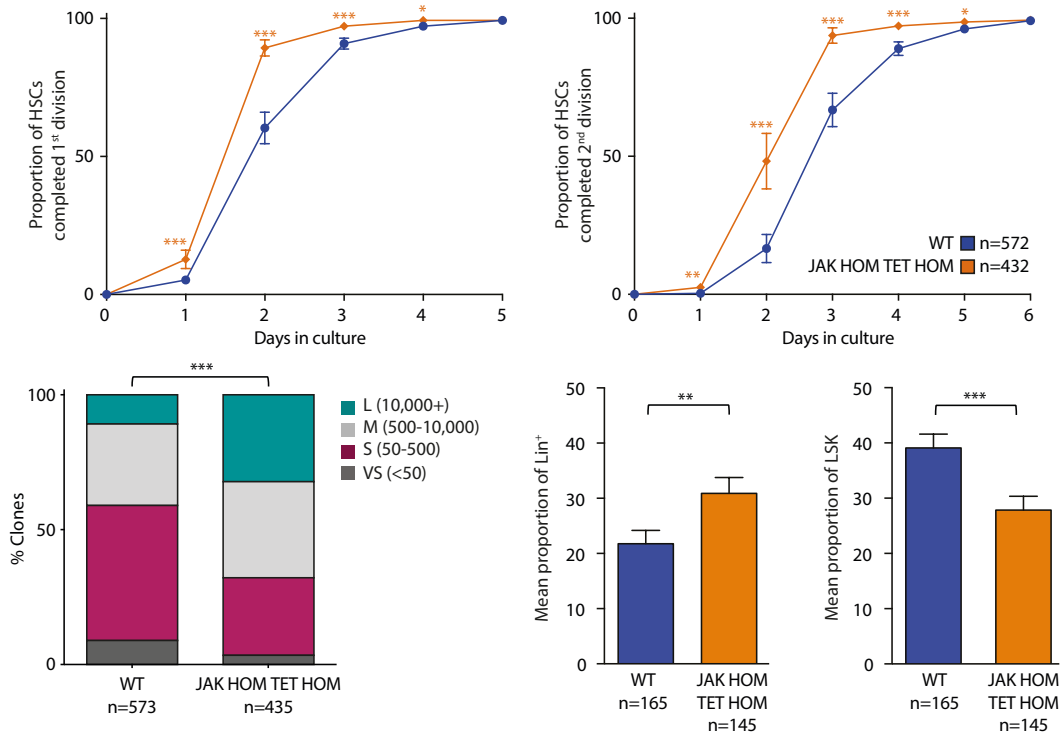 Proportion of HSCs
completed 1st division
100
50
0
0 1 2 3 4 5
Days in culture
***
***
***
*
Proportion of HSCs
completed 2nd division
100
50
0
0 1 2 3 4 5 6
Days in culture
**
***
***
***
*
WT n=572
JAK HOM TET HOM n=432
% Clones
100
50
0
***
WT
n=573
JAK HOM TET HOM
n=435
L (10,000+)
M (500-10,000)
S (50-500)
VS (<50)
Mean proportion of Lin+
50
40
30
20
10
0
**
WT
n=165
JAK HOM
TET HOM
n=145
Mean proportion of LSK
50
40
30
20
10
0
***
WT
n=165
JAK HOM
TET HOM
n=145